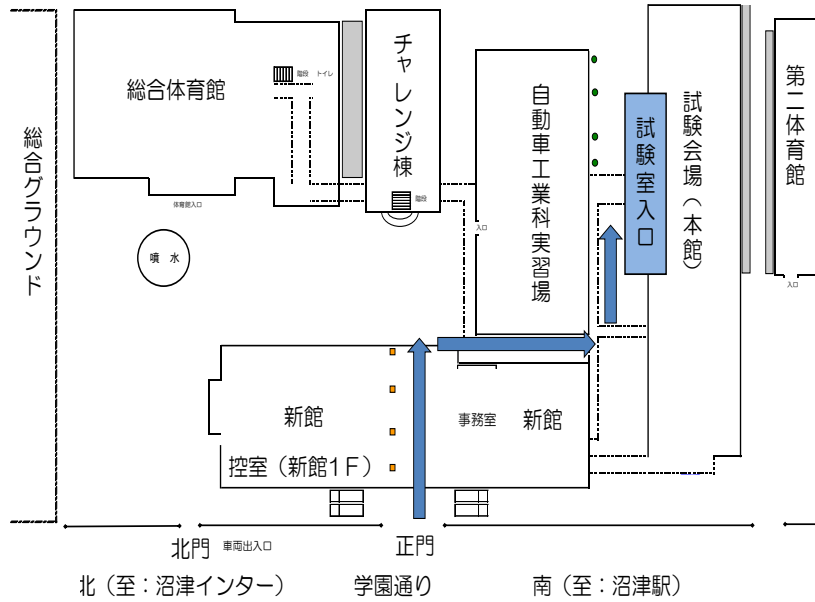 総合グラウンド
総合体育館
階段
トイレ
体育館入口
噴 水
チャレンジ棟
階段
自動車工業科実習場
入口
試験室入口
試験会場（本館）
第二体育館
入口
新館
控室（新館1F）
事務室
新館
北門
車両出入口
正門
北（至：沼津インター）
学園通り
南（至：沼津駅）